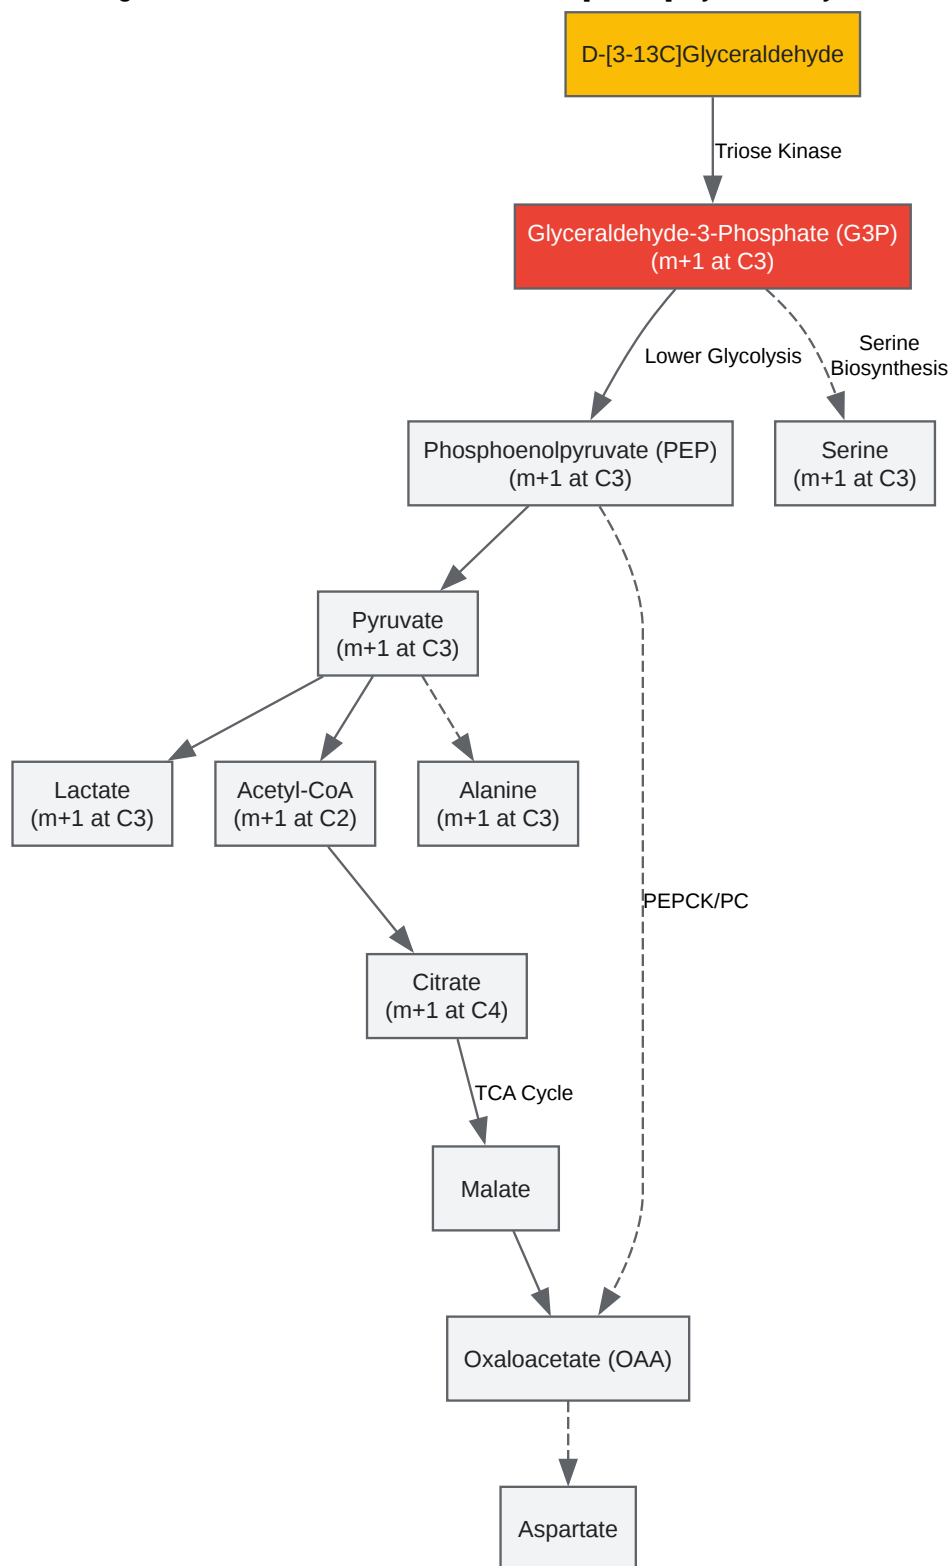 D-[3-13C]Glyceraldehyde
Triose Kinase
Glyceraldehyde-3-Phosphate (G3P)
(m+1 at C3)
Lower Glycolysis
Serine
Biosynthesis
Phosphoenolpyruvate (PEP)
(m+1 at C3)
Serine
(m+1 at C3)
Pyruvate
(m+1 at C3)
Lactate
(m+1 at C3)
Acetyl-CoA
(m+1 at C2)
Alanine
(m+1 at C3)
PEPCK/PC
Citrate
(m+1 at C4)
TCA Cycle
Malate
Oxaloacetate (OAA)
Aspartate